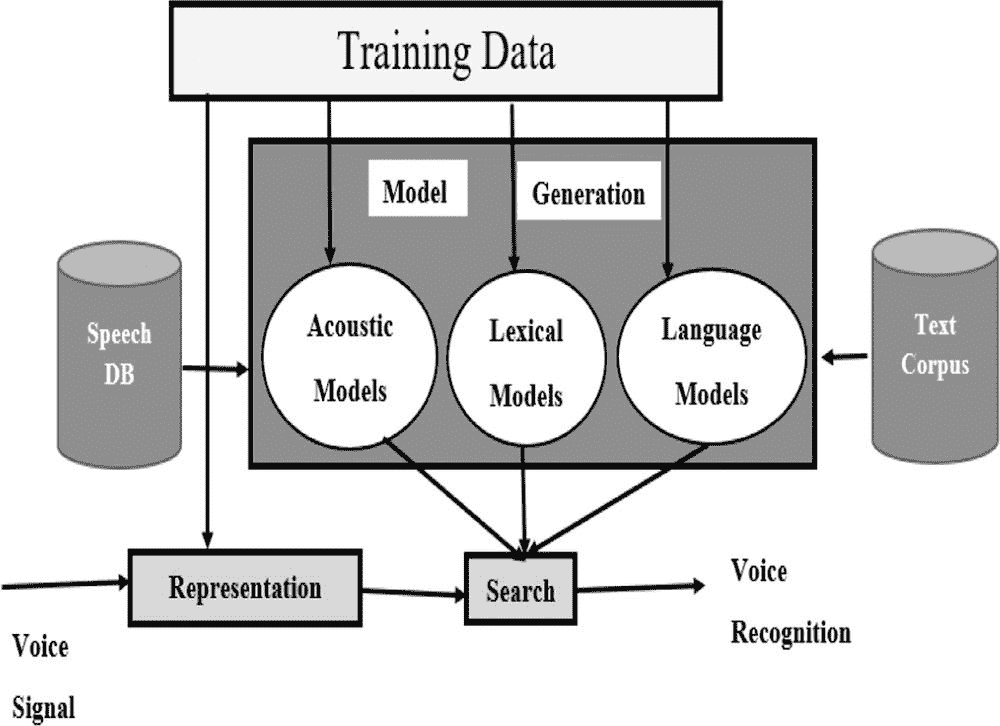 Training Data
Model
Generation
Speech
DB
Acoustic
Models
Lexical
Models
Language
Models
Text
Corpus
Representation
Search
Voice
Recognition
Voice
Signal